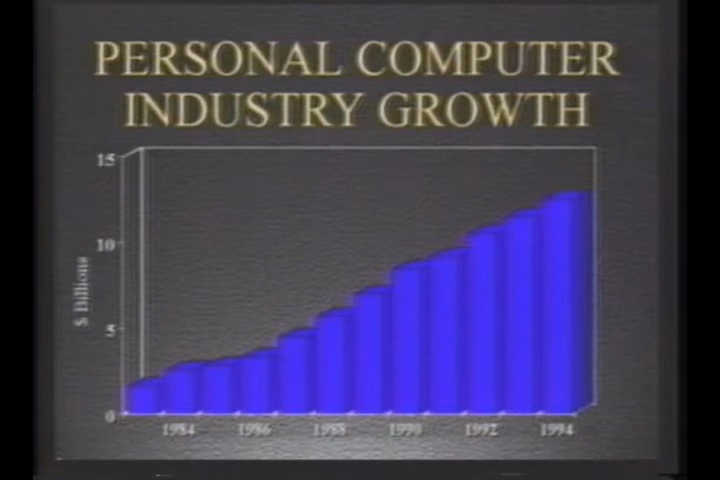 PERSONAL COMPUTER
INDUSTRY GROWTH
15
10
$ Billions
5
0
1984 1986 1988 1990 1992 1994